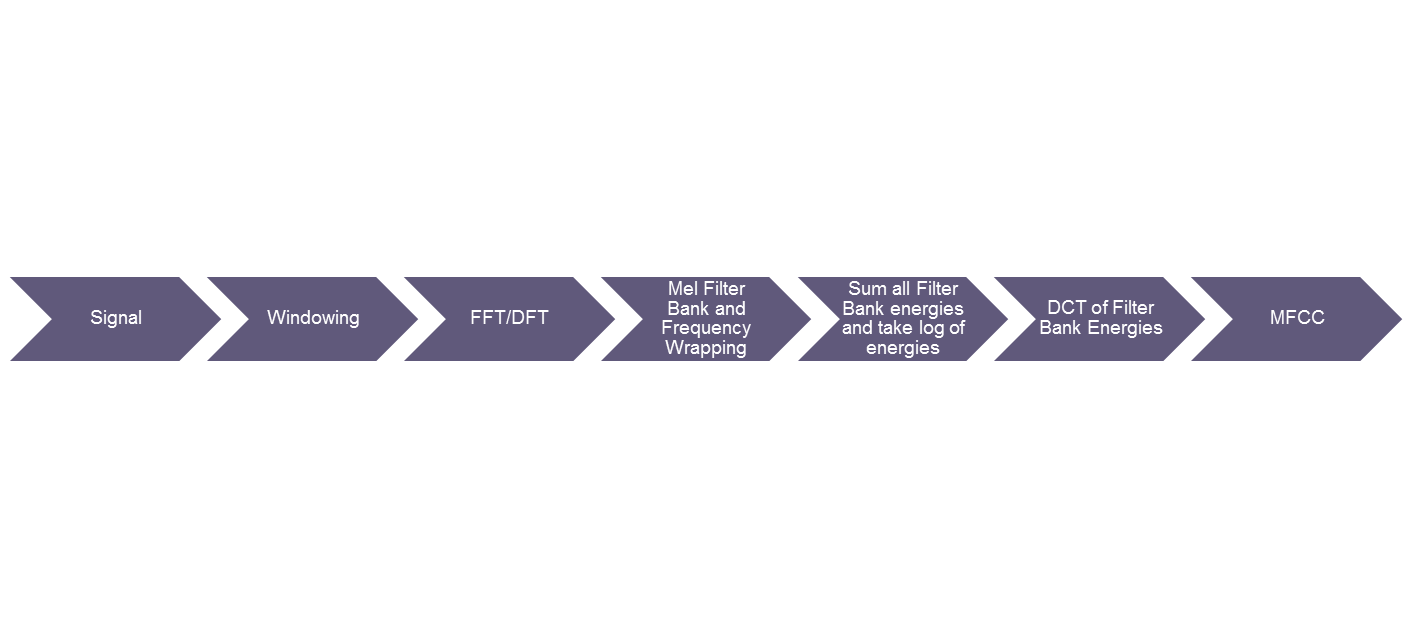 Signal
Windowing
FFT/DFT
Mel Filter
Bank and
Frequency
Wrapping
Sum all Filter
Bank energies
and take log of
energies
DCT of Filter
Bank Energies
MFCC